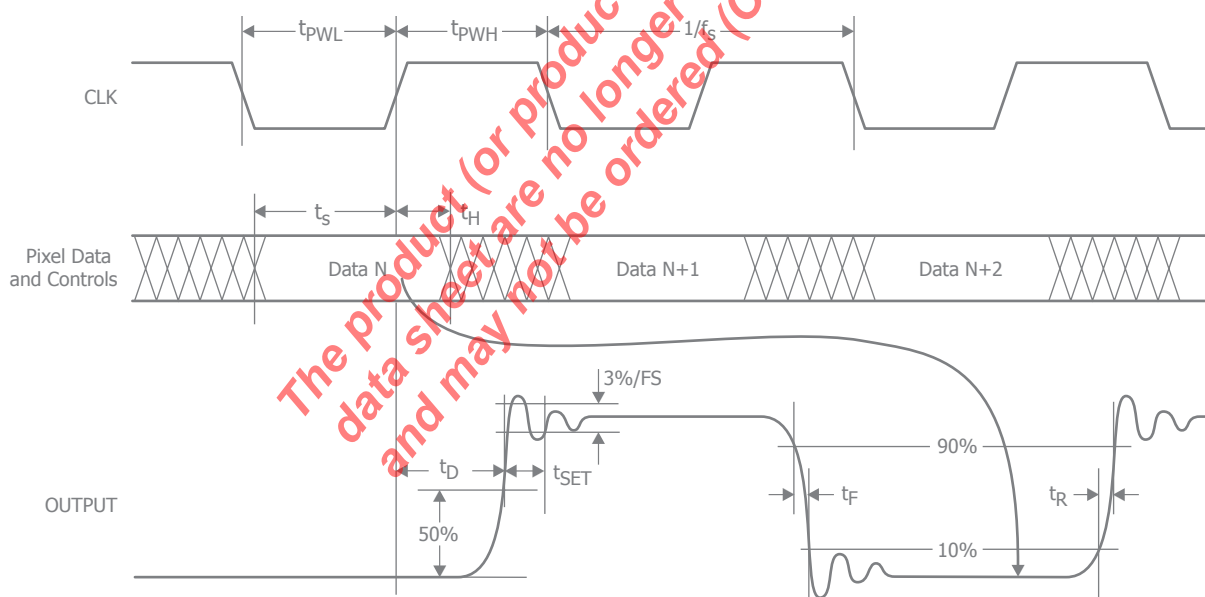 tPWL
tPWH
1/fS
CLK
tS
tH
Pixel Data
and Controls
Data N
Data N+1
Data N+2
3%/FS
90%
tD
tSET
tF
tR
OUTPUT
50%
10%
The product (or produc
data sheet are no longer
and may not be ordered (O